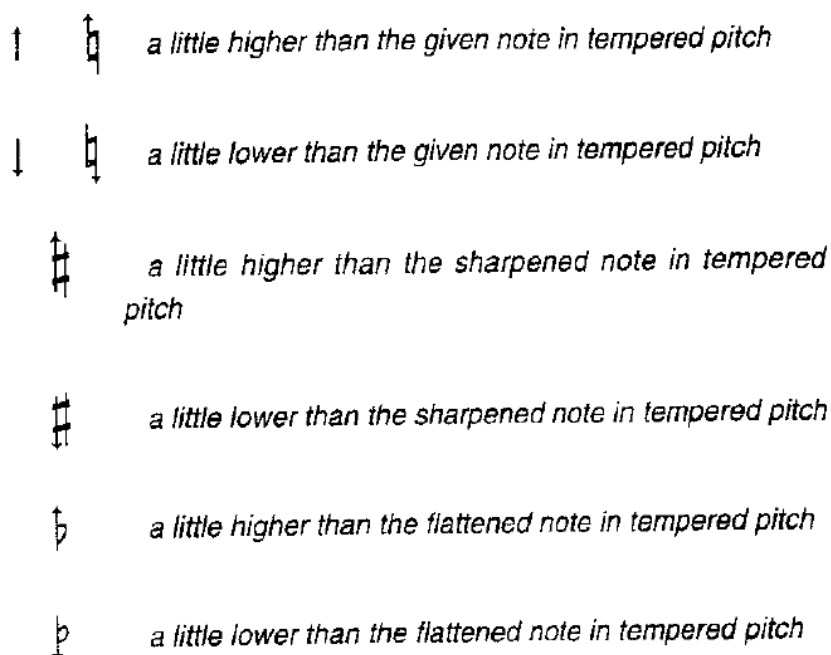 a little higher than the given note in tempered pitch
a little lower than the given note in tempered pitch
a little higher than the sharpened note in tempered
pitch
a little lower than the sharpened note in tempered pitch
a little higher than the flattened note in tempered pitch
a little lower than the flattened note in tempered pitch